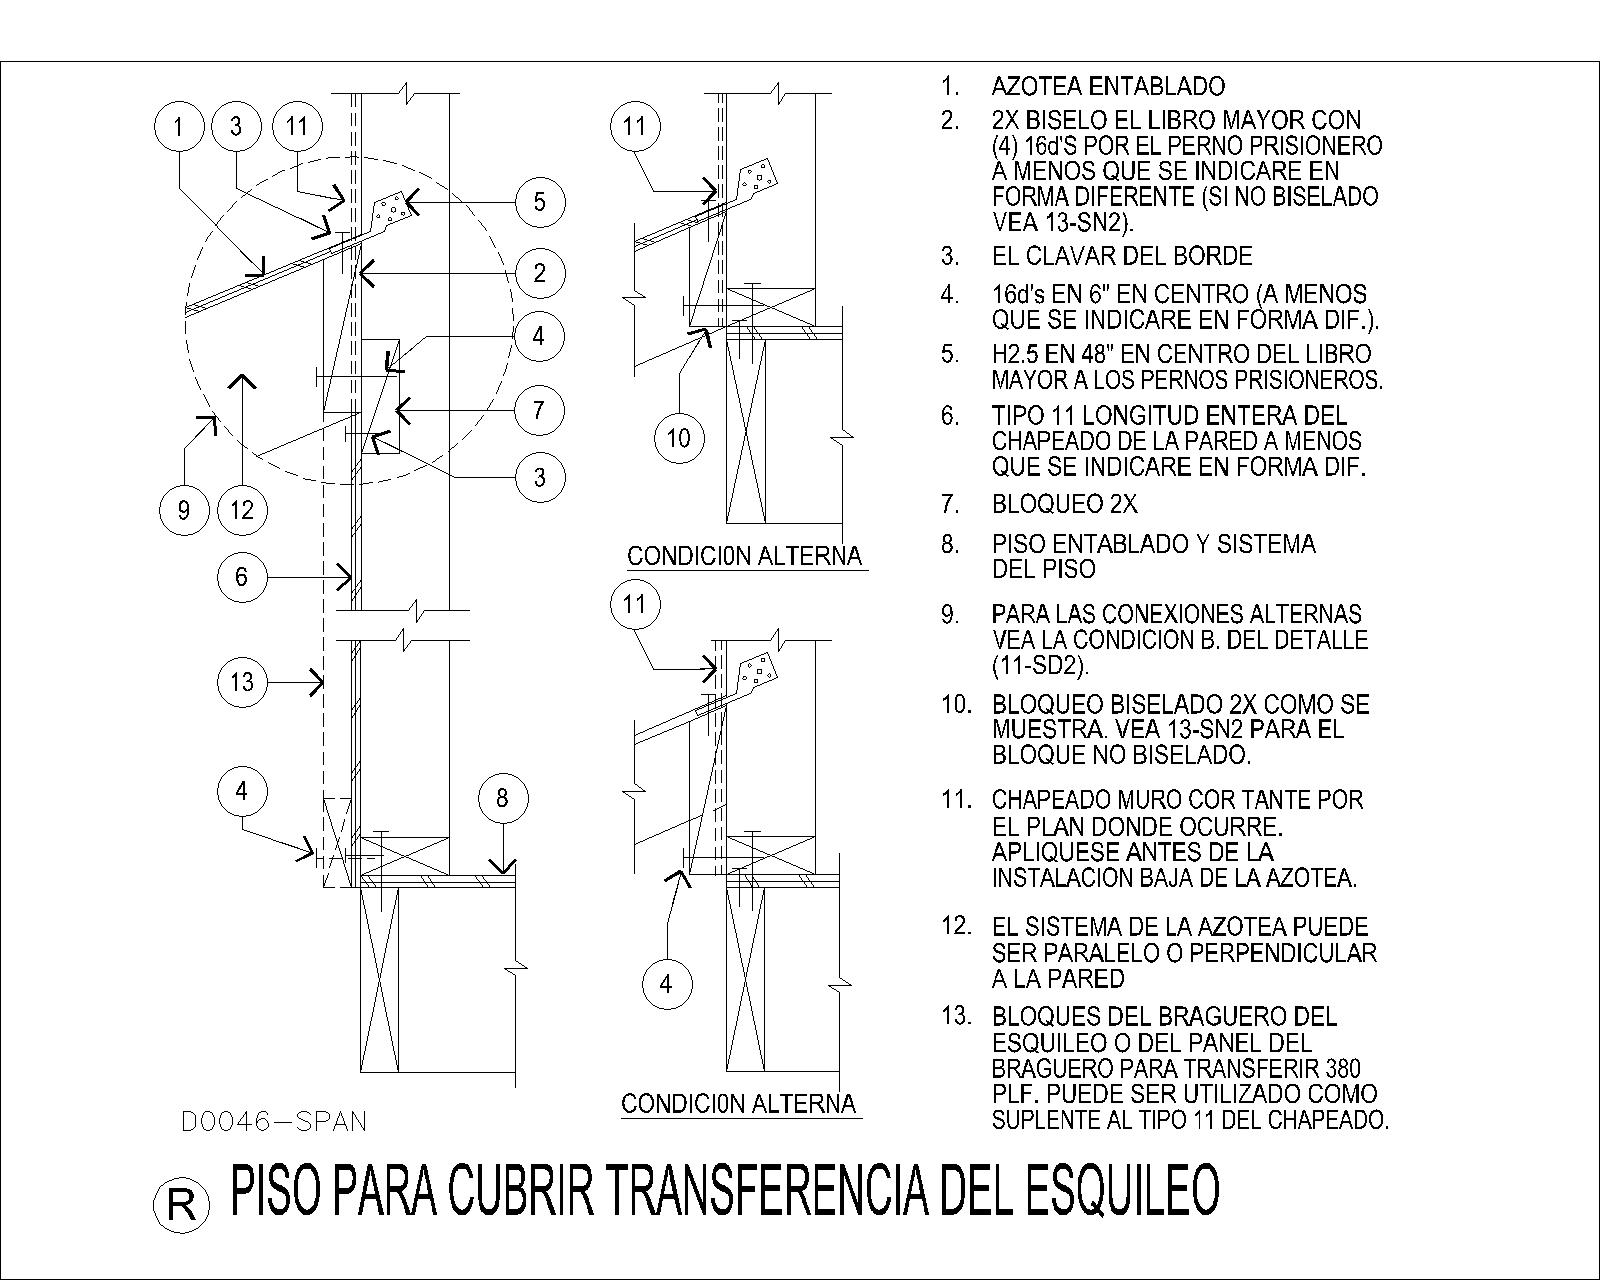 1. AZOTEA ENTABLADO
2. 2X BISELO EL LIBRO MAYOR CON
(4) 16d'S POR EL PERNO PRISIONERO
A MENOS QUE SE INDICARE EN
FORMA DIFERENTE (SI NO BISELADO
VEA 13-SN2).
3. EL CLAVAR DEL BORDE
4. 16d's EN 6" EN CENTRO (A MENOS
QUE SE INDICARE EN FORMA DIF.).
5. H2.5 EN 48" EN CENTRO DEL LIBRO
MAYOR A LOS PERNOS PRISIONEROS.
6. TIPO 11 LONGITUD ENTERA DEL
CHAPEADO DE LA PARED A MENOS
QUE SE INDICARE EN FORMA DIF.
7. BLOQUEO 2X
8. PISO ENTABLADO Y SISTEMA
DEL PISO
9. PARA LAS CONEXIONES ALTERNAS
VEA LA CONDICION B. DEL DETALLE
(11-SD2).
10. BLOQUEO BISELADO 2X COMO SE
MUESTRA. VEA 13-SN2 PARA EL
BLOQUE NO BISELADO.
11. CHAPEADO MURO COR TANTE POR
EL PLAN DONDE OCURRE.
APLIQUESE ANTES DE LA
INSTALACION BAJA DE LA AZOTEA.
12. EL SISTEMA DE LA AZOTEA PUEDE
SER PARALELO O PERPENDICULAR
A LA PARED
13. BLOQUES DEL BRAGUERO DEL
ESQUILEO O DEL PANEL DEL
BRAGUERO PARA TRANSFERIR 380
PLF. PUEDE SER UTILIZADO COMO
SUPLENTE AL TIPO 11 DEL CHAPEADO.
1 3 11
5
2
4
7
3
9 12
6
13
4
8
11
10
CONDICI0N ALTERNA
11
4
CONDICI0N ALTERNA
D0046-SPAN
R PISO PARA CUBRIR TRANSFERENCIA DEL ESQUILEO